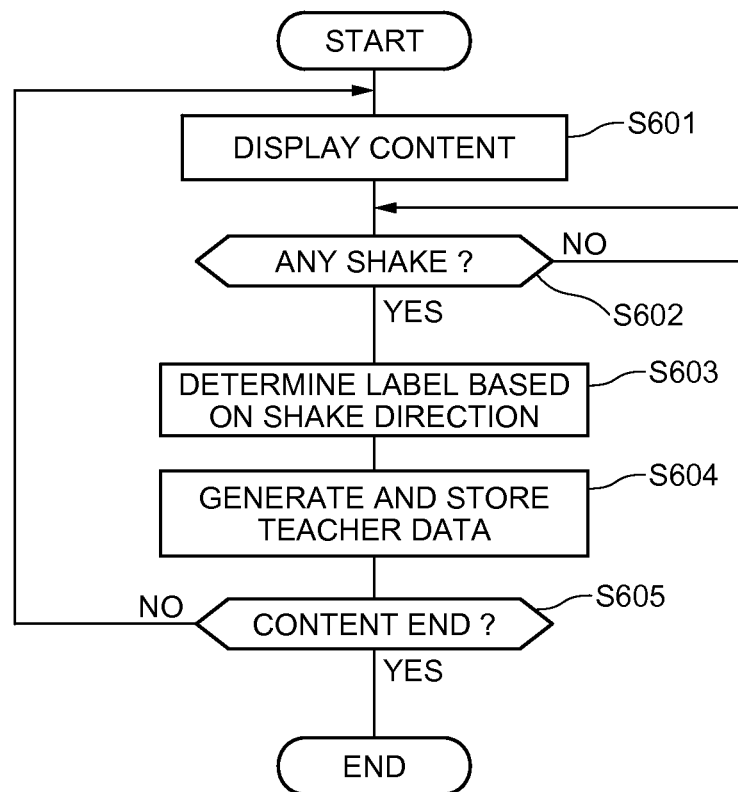 START
DISPLAY CONTENT
S601
ANY SHAKE ?
NO
S602
YES
DETERMINE LABEL BASED
ON SHAKE DIRECTION
S603
GENERATE AND STORE
TEACHER DATA
S604
NO
CONTENT END ?
S605
YES
END